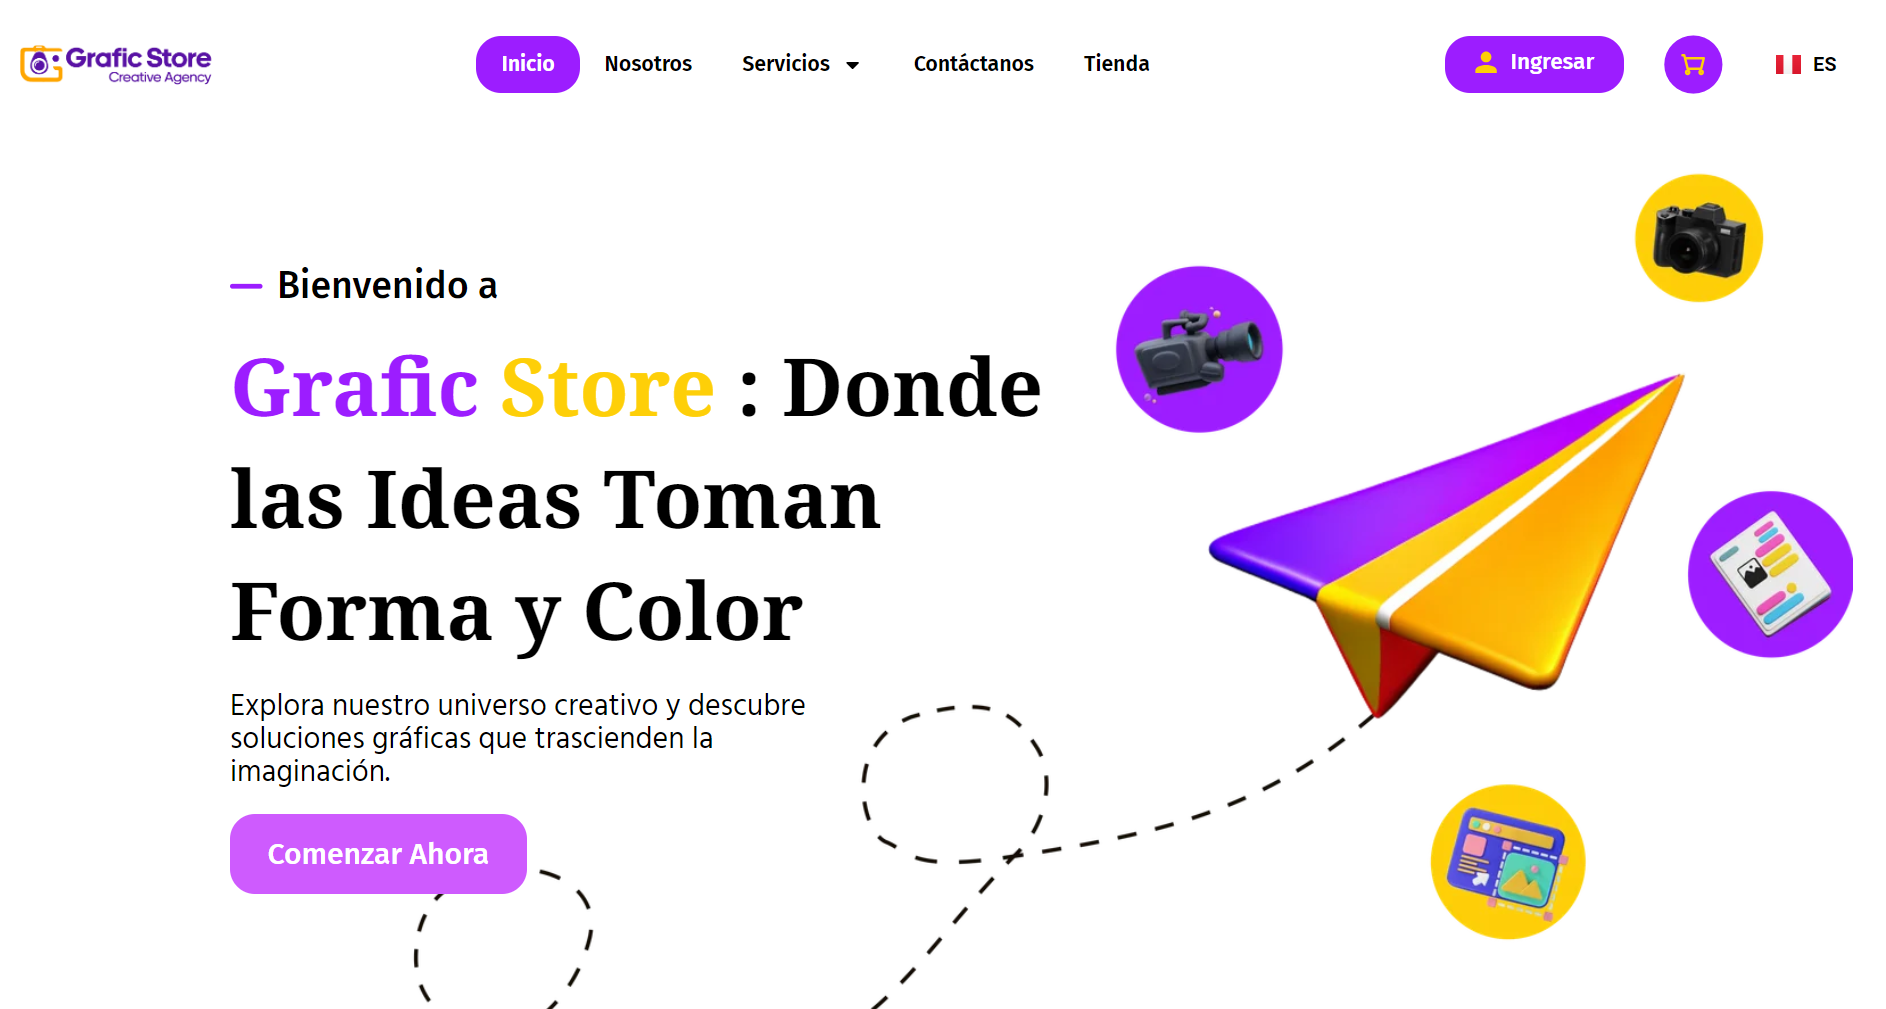 Grafic Store
Creative Agency
Inicio
Nosotros
Servicios
Contáctanos
Tienda
Ingresar
ES
Bienvenido a
Grafic Store : Donde
las Ideas Toman
Forma y Color
Explora nuestro universo creativo y descubre
soluciones gráficas que trascienden la
imaginación.
Comenzar Ahora